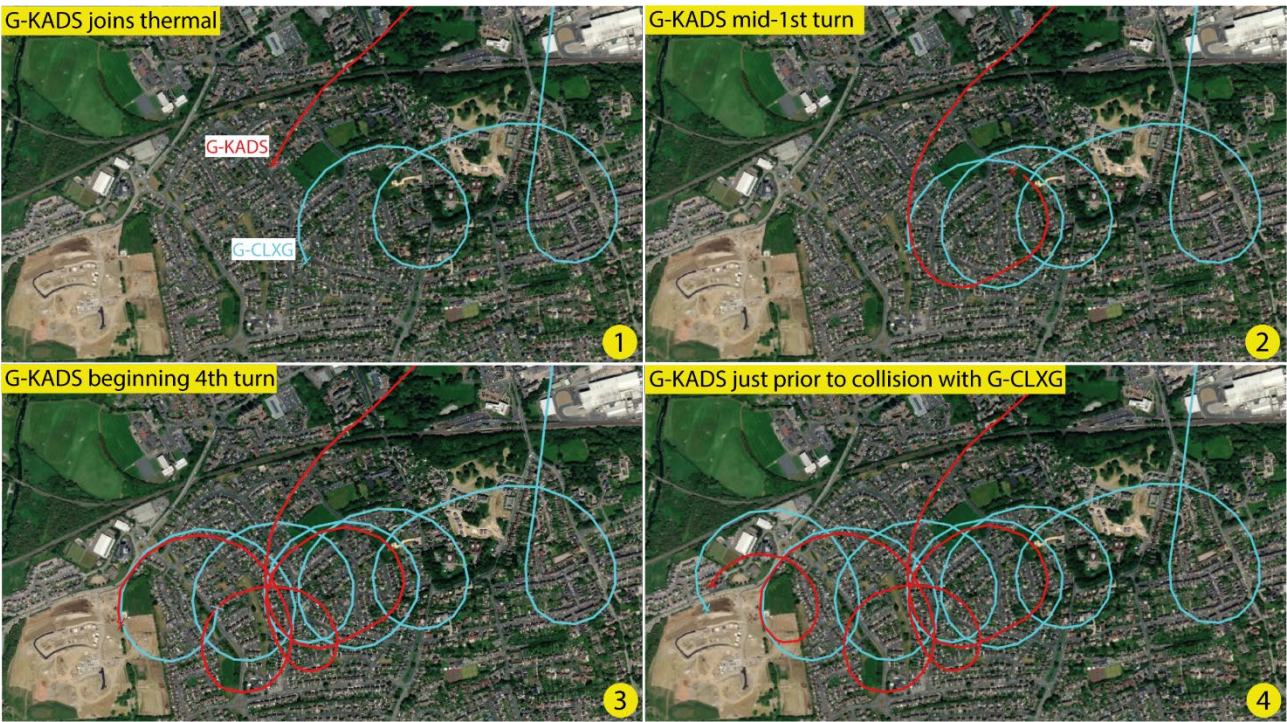 G-KADS joins thermal
G-KADS
G-CLXG
1
G-KADS mid-1st turn
2
G-KADS beginning 4th turn
3
G-KADS just prior to collision with G-CLXG
4